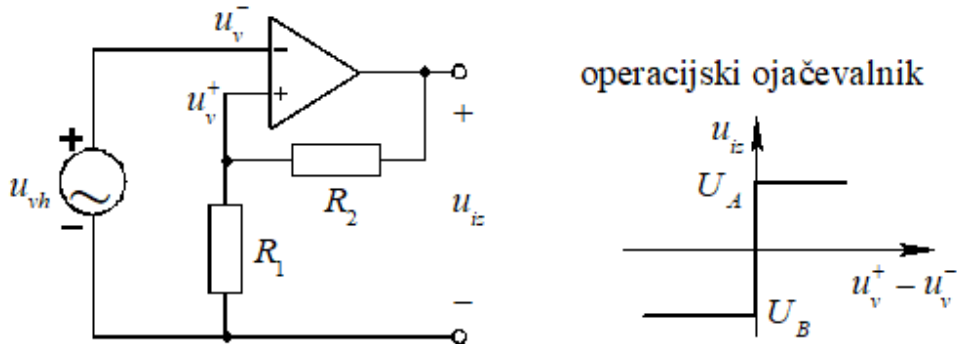 u_v^-
u_v^+
+
-
u_vh
R_1
R_2
-
+
+
u_iz
−
operacijski ojačevalnik
u_iz
U_A
u_v^+ − u_v^-
U_B